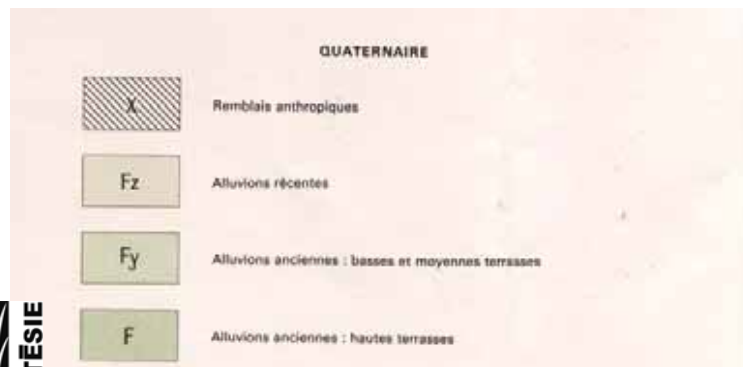 QUATERNAIRE
X Remblais anthropiques
Fz Alluvions récentes
Fy Alluvions anciennes : basses et moyennes terrasses
F Alluvions anciennes : hautes terrasses